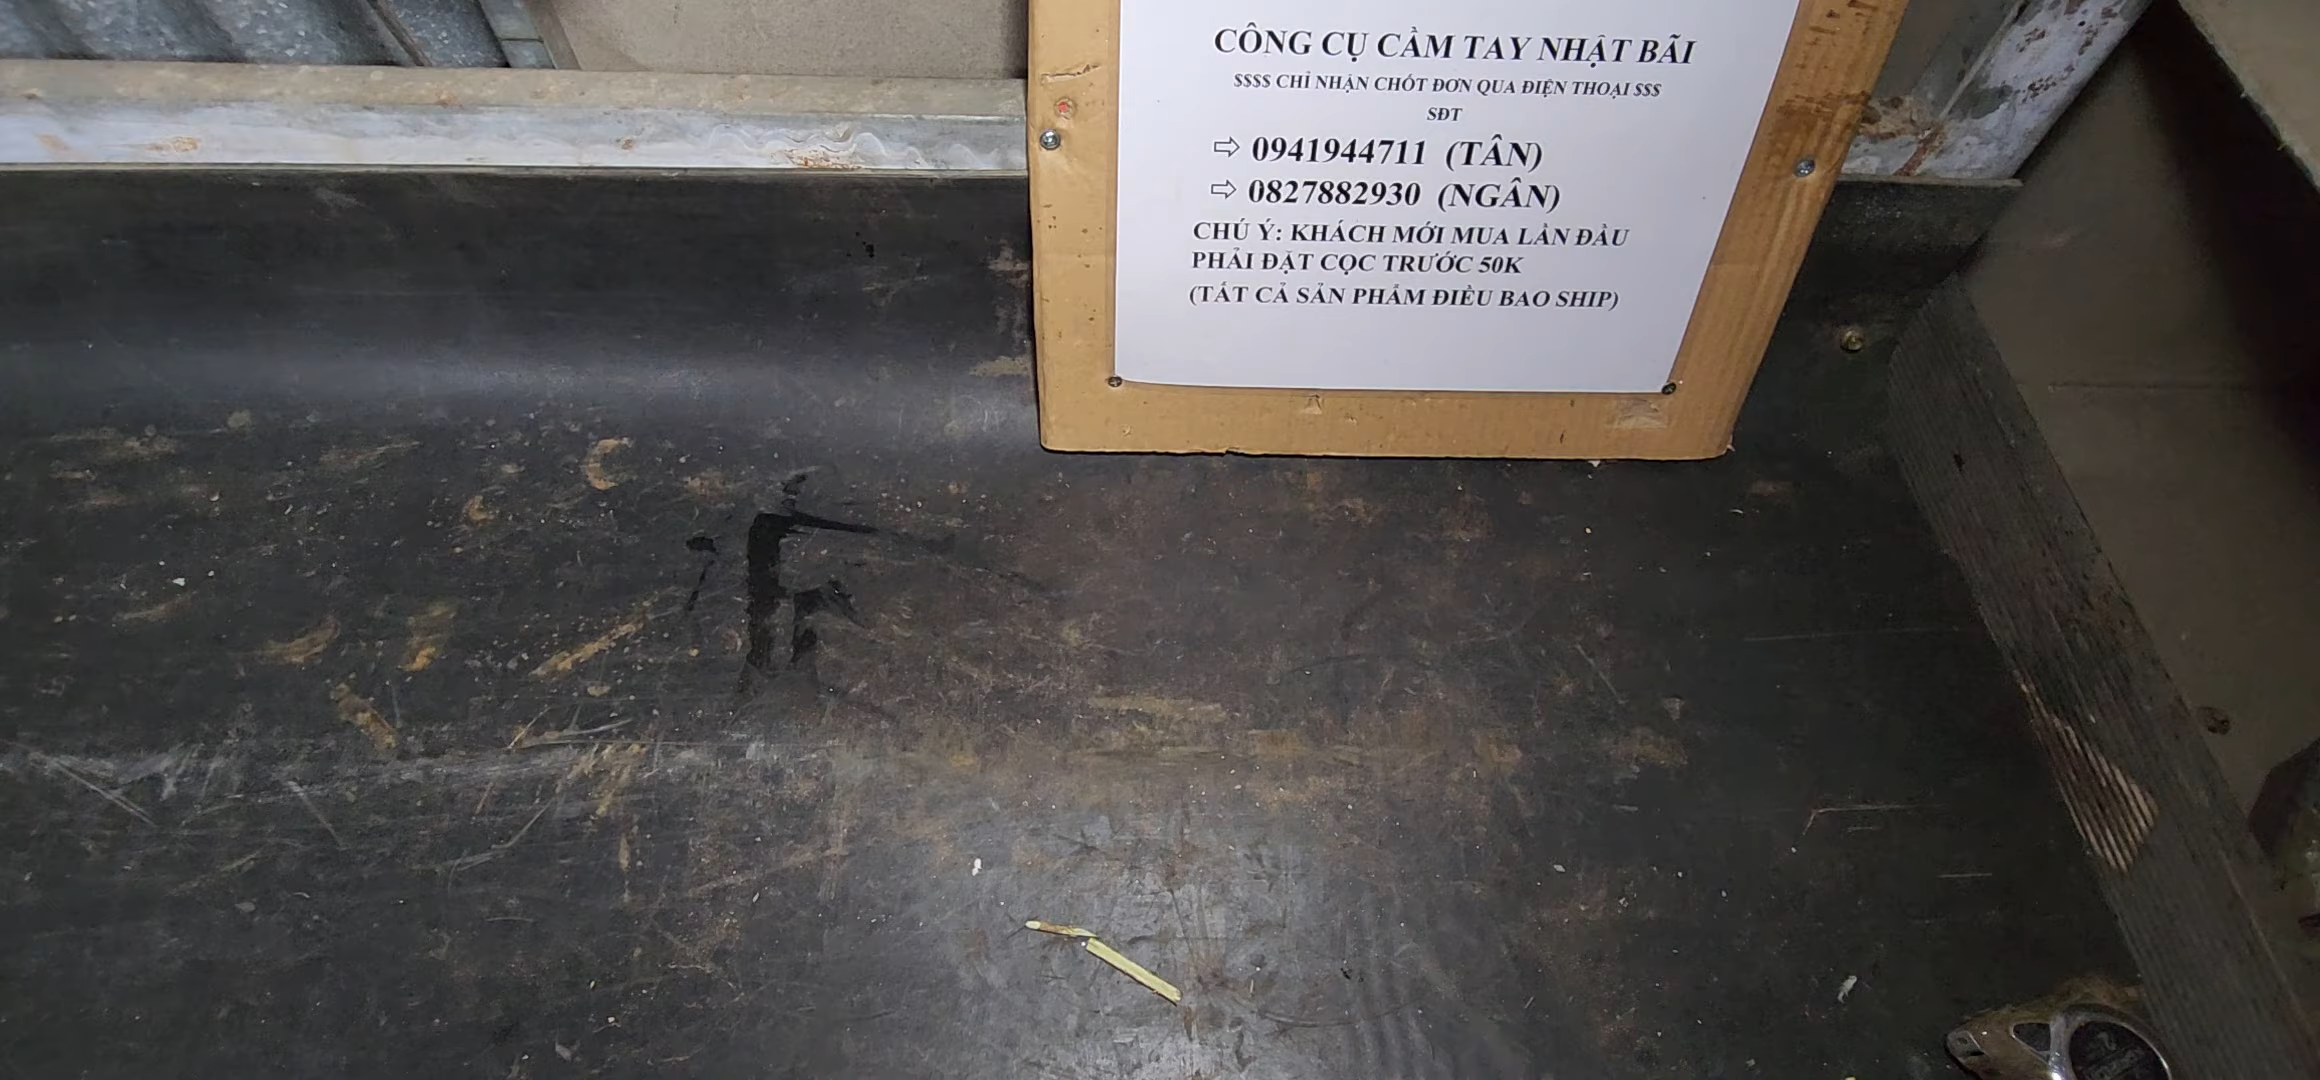 CÔNG CỤ CẦM TAY NHẬT BÃI
$$$$ CHỈ NHẬN CHỐT ĐƠN QUA ĐIỆN THOẠI $$$
SĐT
⇨ 0941944711 (TÂN)
⇨ 0827882930 (NGÂN)
CHÚ Ý: KHÁCH MỚI MUA LẦN ĐẦU
PHẢI ĐẶT CỌC TRƯỚC 50K
(TẤT CẢ SẢN PHẨM ĐIỀU BAO SHIP)